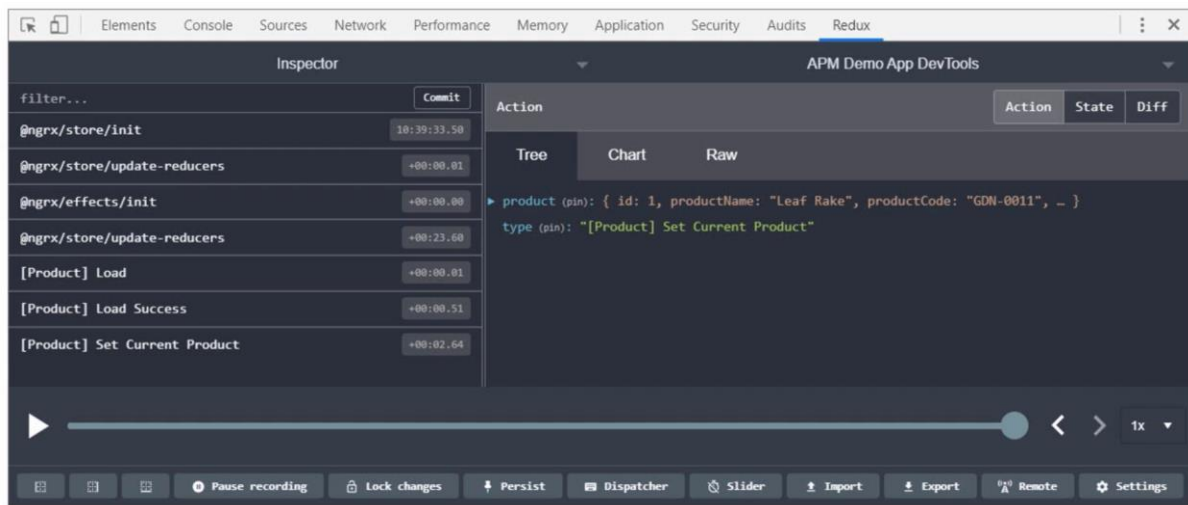 Elements Console Sources Network Performance Memory Application Security Audits Redux
Inspector APM Demo App DevTools
filter... Commit
@ngrx/store/init 10:39:33.50
@ngrx/store/update-reducers +00:00.01
@ngrx/effects/init +00:00.00
@ngrx/store/update-reducers +00:23.60
[Product] Load +00:00.01
[Product] Load Success +00:00.51
[Product] Set Current Product +00:02.64
Action Action State Diff
Tree Chart Raw
product (pin): { id: 1, productName: "Leaf Rake", productCode: "GDN-0011", … }
type (pin): "[Product] Set Current Product"
1x
Pause recording Lock changes Persist Dispatcher Slider Import Export Remote Settings